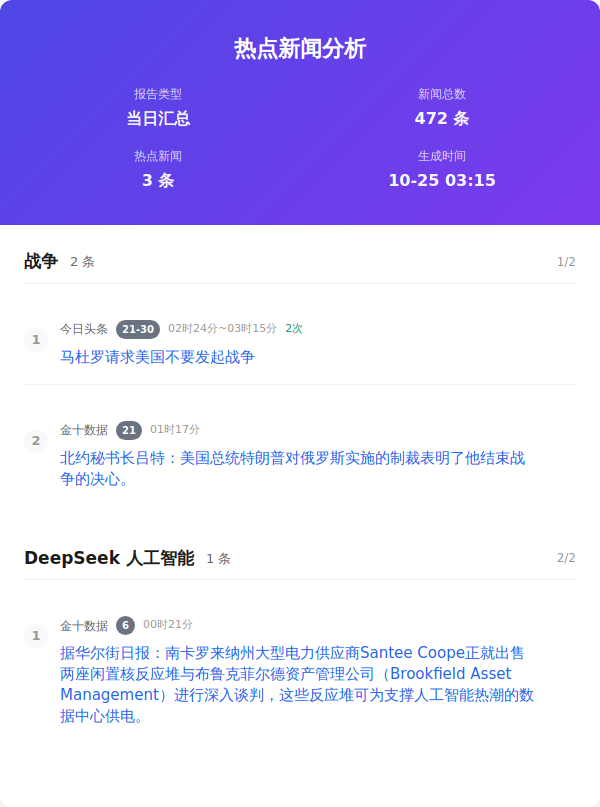 热点新闻分析
报告类型
当日汇总
新闻总数
472 条
热点新闻
3 条
生成时间
10-25 03:15
战争 2 条 1/2
1
今日头条 21-30 02时24分~03时15分 2次
马杜罗请求美国不要发起战争
2
金十数据 21 01时17分
北约秘书长吕特：美国总统特朗普对俄罗斯实施的制裁表明了他结束战
争的决心。
DeepSeek 人工智能 1 条 2/2
1
金十数据 6 00时21分
据华尔街日报：南卡罗来纳州大型电力供应商Santee Coope正就出售
两座闲置核反应堆与布鲁克菲尔德资产管理公司（Brookfield Asset
Management）进行深入谈判，这些反应堆可为支撑人工智能热潮的数
据中心供电。